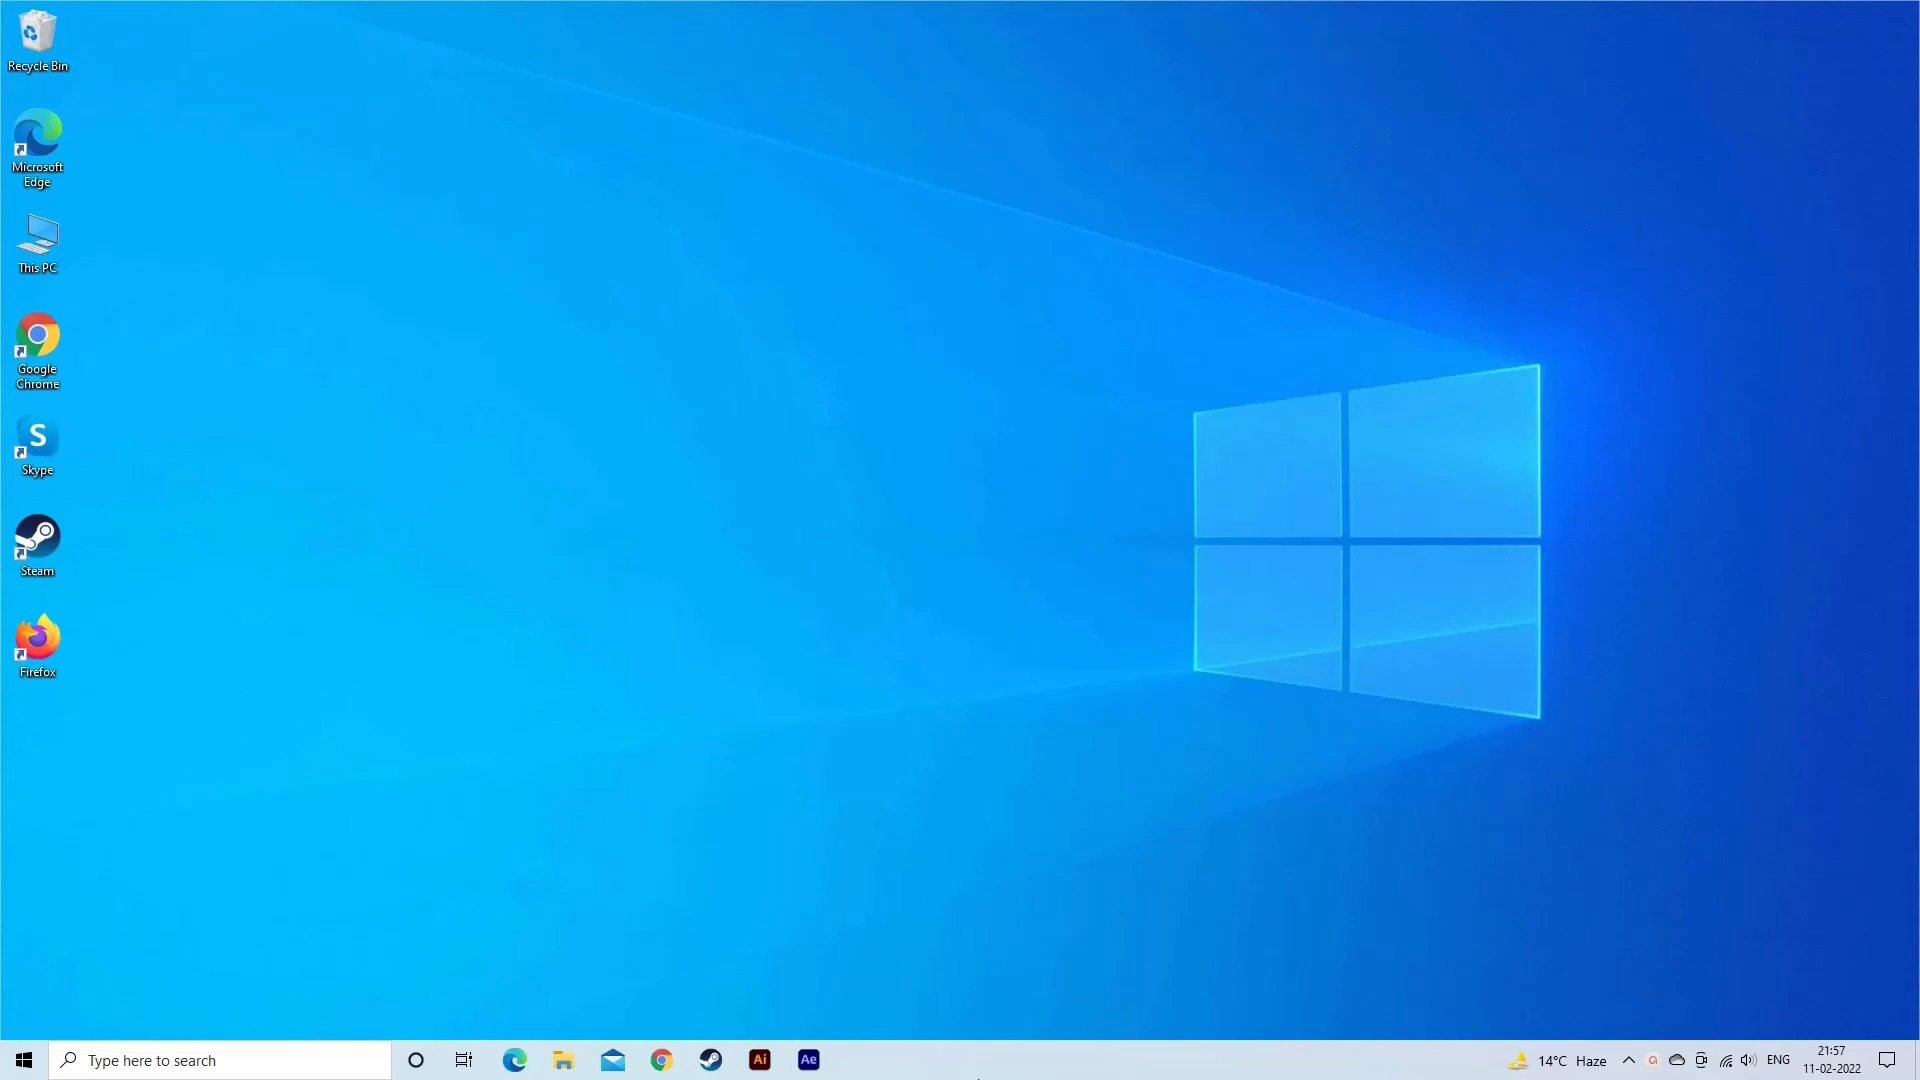 Recycle Bin
Microsoft
Edge
This PC
Google
Chrome
S
Skype
Steam
Firefox
Type here to search
Ai
Ae
14°C Haze
ENG
21:57
11-02-2022